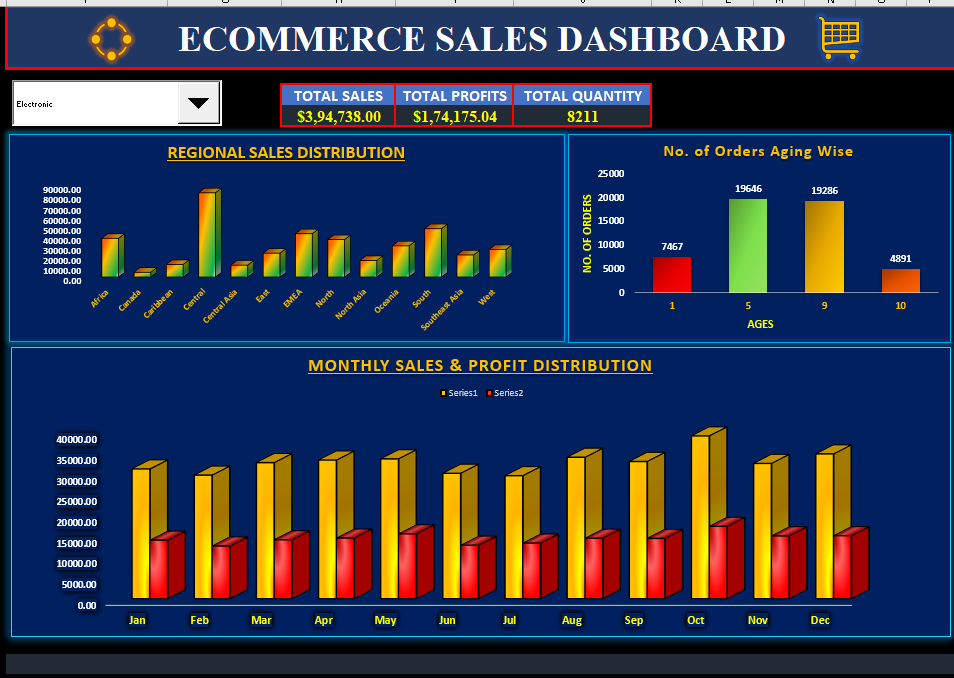 ECOMMERCE SALES DASHBOARD
Electronic
TOTAL SALES TOTAL PROFITS TOTAL QUANTITY
$3,94,738.00 $1,74,175.04 8211
REGIONAL SALES DISTRIBUTION
90000.00
80000.00
70000.00
60000.00
50000.00
40000.00
30000.00
20000.00
10000.00
0.00
Africa Canada Caribbean Central Central Asia East EMEA North North Asia Oceania South Southeast Asia West
No. of Orders Aging Wise
NO. OF ORDERS
25000
20000
15000
10000
5000
0
7467 19646 19286 4891
1 5 9 10
AGES
MONTHLY SALES & PROFIT DISTRIBUTION
Series1 Series2
40000.00
35000.00
30000.00
25000.00
20000.00
15000.00
10000.00
5000.00
0.00
Jan Feb Mar Apr May Jun Jul Aug Sep Oct Nov Dec